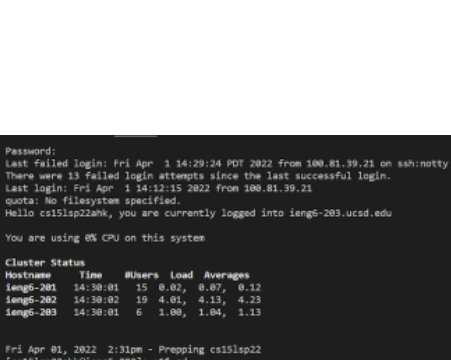 Password:
Last failed login: Fri Apr  1 14:29:24 PDT 2022 from 100.81.39.21 on ssh:notty
There were 13 failed login attempts since the last successful login.
Last login: Fri Apr  1 14:12:15 2022 from 100.81.39.21
quota: No filesystem specified.
Hello cs15lsp22ahk, you are currently logged into ieng6-203.ucsd.edu
You are using 0% CPU on this system
Cluster Status
Hostname     Time    #Users  Load  Averages
ieng6-201   14:30:01   15  0.02,  0.07,  0.12
ieng6-202   14:30:02   19  4.01,  4.13,  4.23
ieng6-203   14:30:01    6  1.00,  1.04,  1.13
Fri Apr 01, 2022  2:31pm - Prepping cs15lsp22